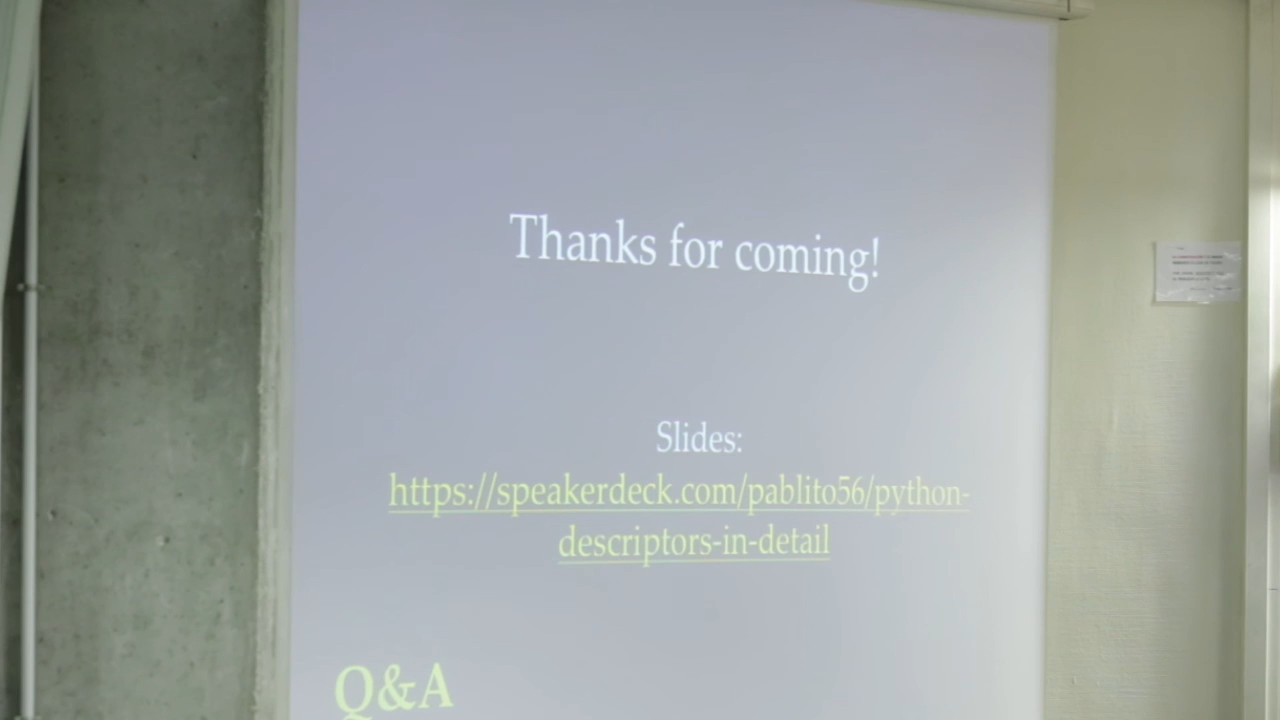 Thanks for coming!
Slides:
https://speakerdeck.com/pablito56/python-
descriptors-in-detail
Q&A